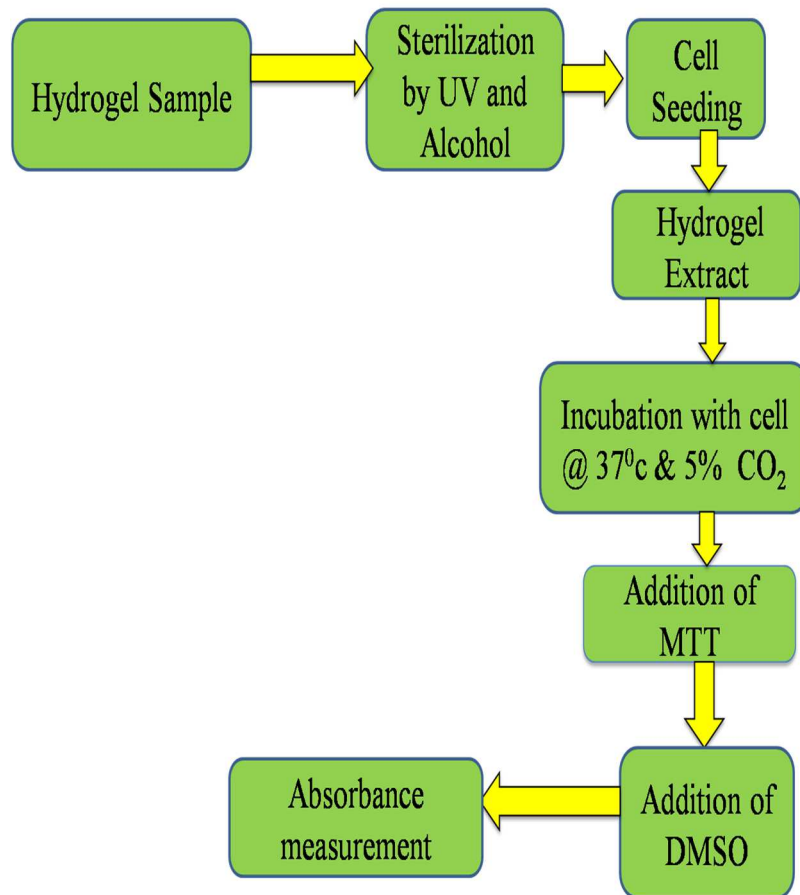 Hydrogel Sample
Sterilization
by UV and
Alcohol
Cell
Seeding
Hydrogel
Extract
Incubation with cell
@ 37⁰c & 5% CO₂
Addition of
MTT
Addition of
DMSO
Absorbance
measurement